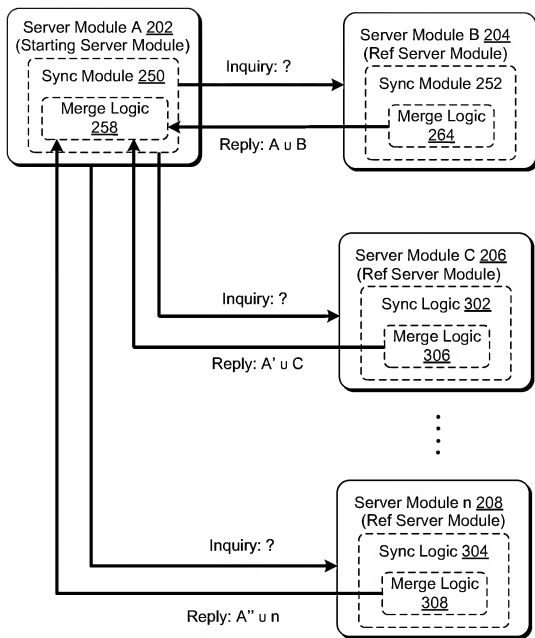 Server Module A 202
(Starting Server Module)
Sync Module 250
Merge Logic
258
Inquiry: ?
Reply: A ∪ B
Server Module B 204
(Ref Server Module)
Sync Module 252
Merge Logic
264
Server Module C 206
(Ref Server Module)
Inquiry: ?
Sync Logic 302
Merge Logic
306
Reply: A' ∪ C
Server Module n 208
(Ref Server Module)
Inquiry: ?
Sync Logic 304
Merge Logic
308
Reply: A'' ∪ n